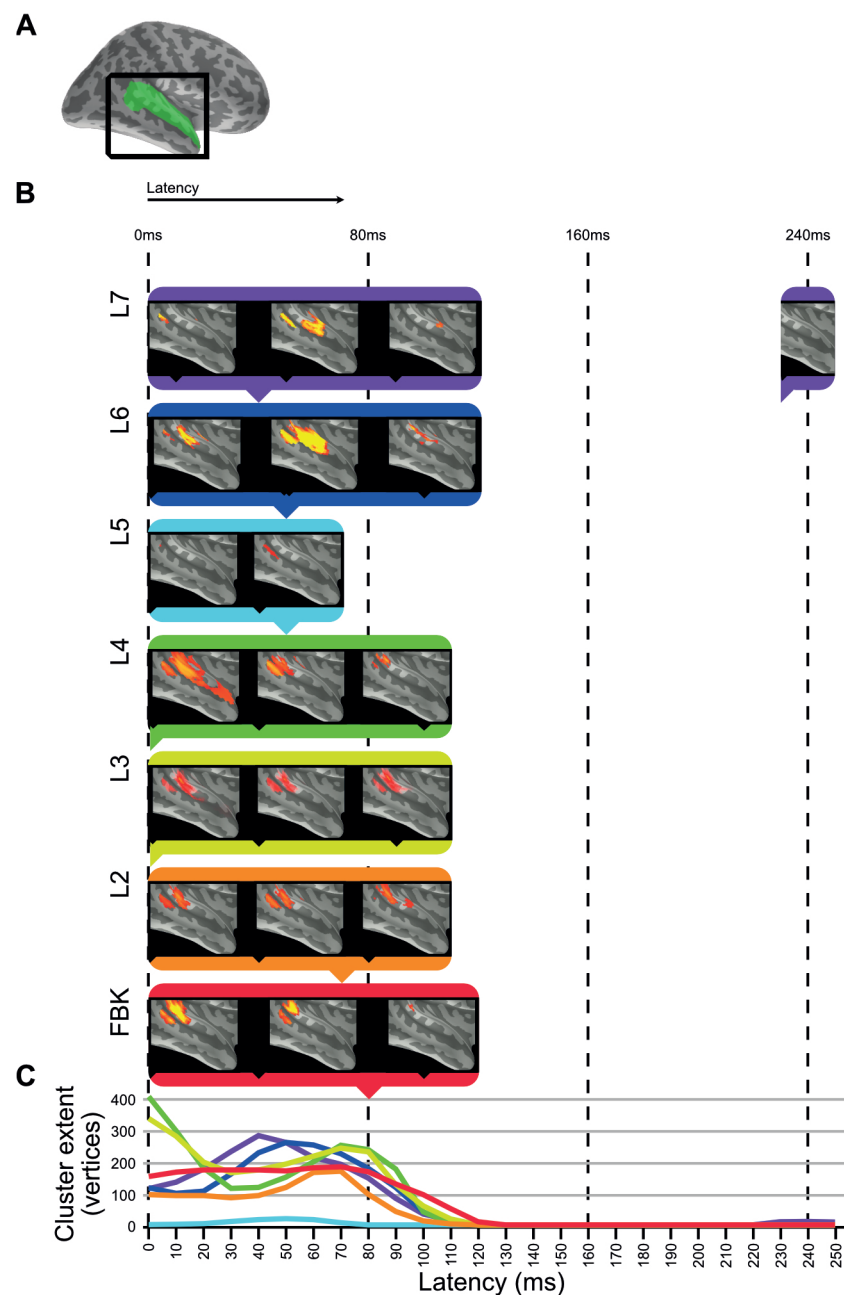 A
B
Latency
0ms 80ms 160ms 240ms
L7
L6
L5
L4
L3
L2
FBK
C
Cluster extent
(vertices)
400
300
200
100
0
0 10 20 30 40 50 60 70 80 90 100 110 120 130 140 150 160 170 180 190 200 210 220 230 240 250
Latency (ms)